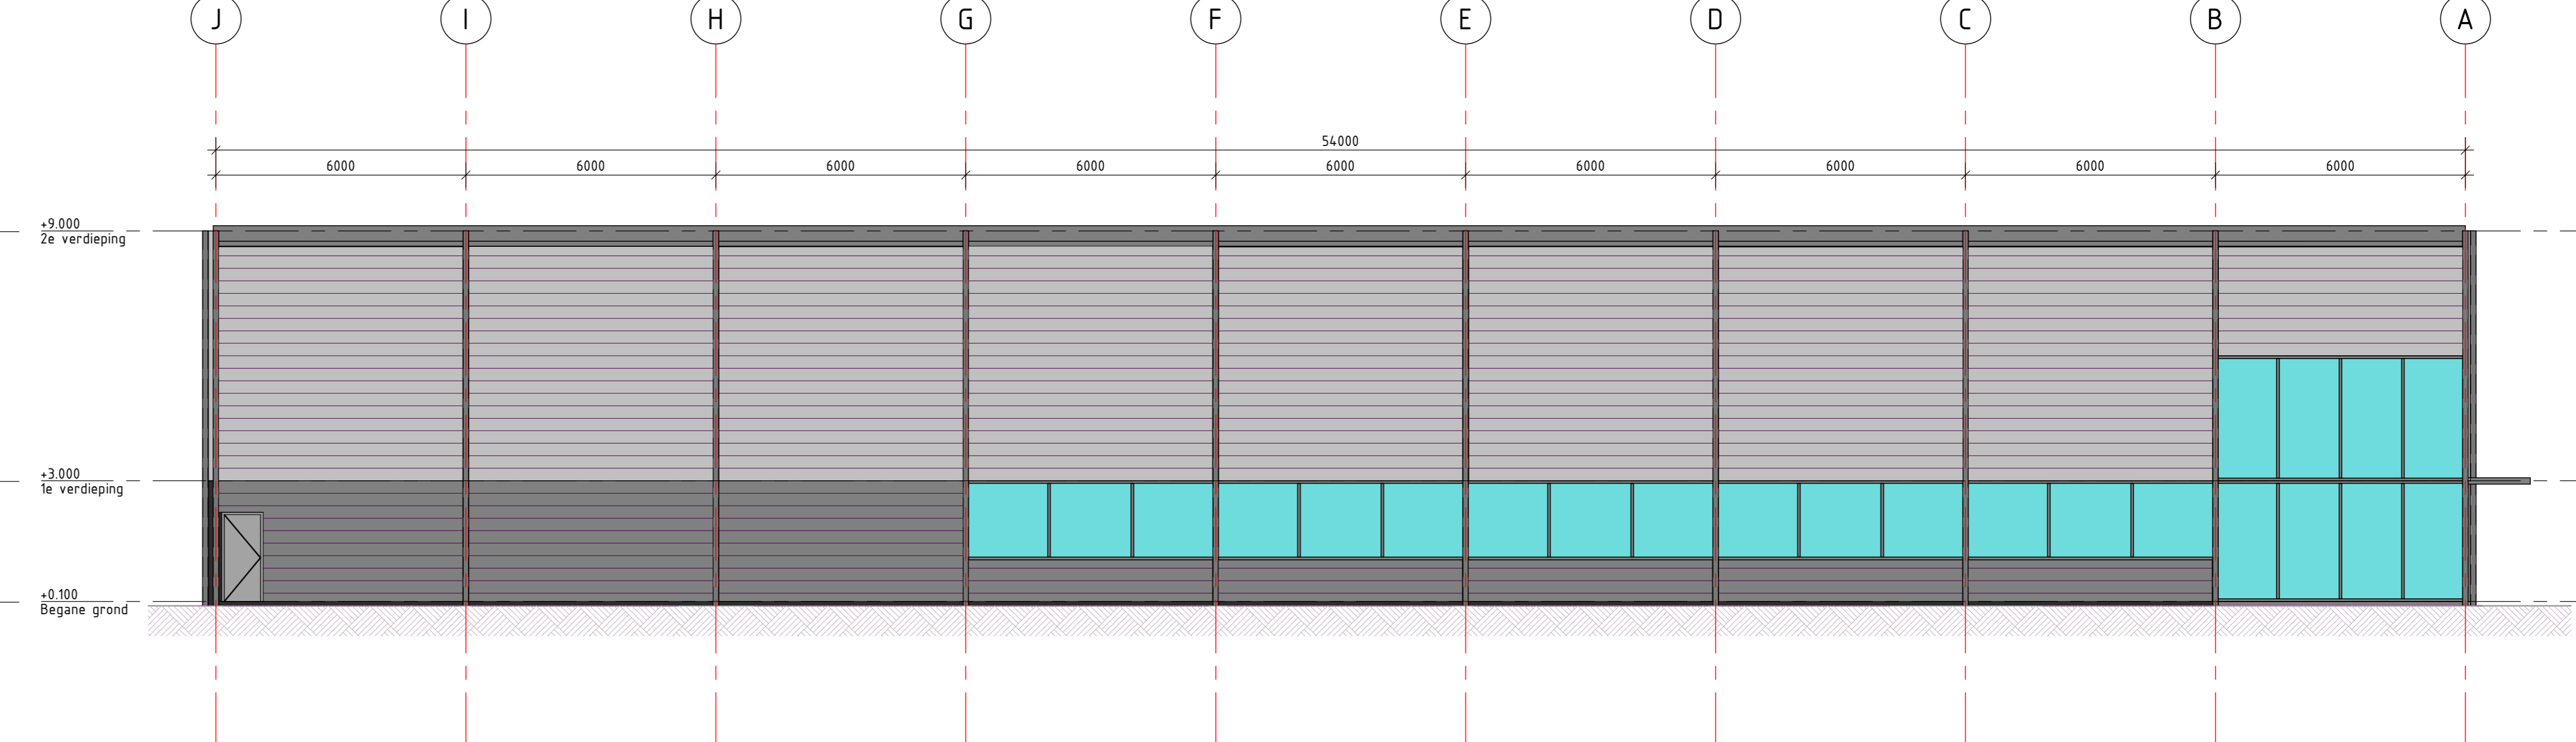 J I H G F E D C B A
54000
6000 6000 6000 6000 6000 6000 6000 6000 6000
+9.000
2e verdieping
+3.000
1e verdieping
+0.100
Begane grond